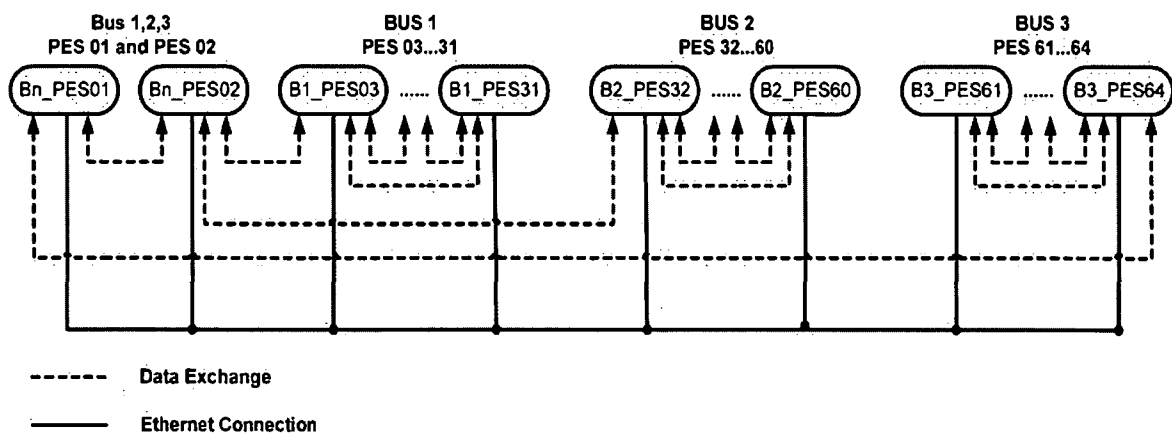 Bus 1,2,3
PES 01 and PES 02
BUS 1
PES 03...31
BUS 2
PES 32...60
BUS 3
PES 61...64
Bn_PES01
Bn_PES02
B1_PES03
......
B1_PES31
B2_PES32
......
B2_PES60
B3_PES61
......
B3_PES64
Data Exchange
Ethernet Connection